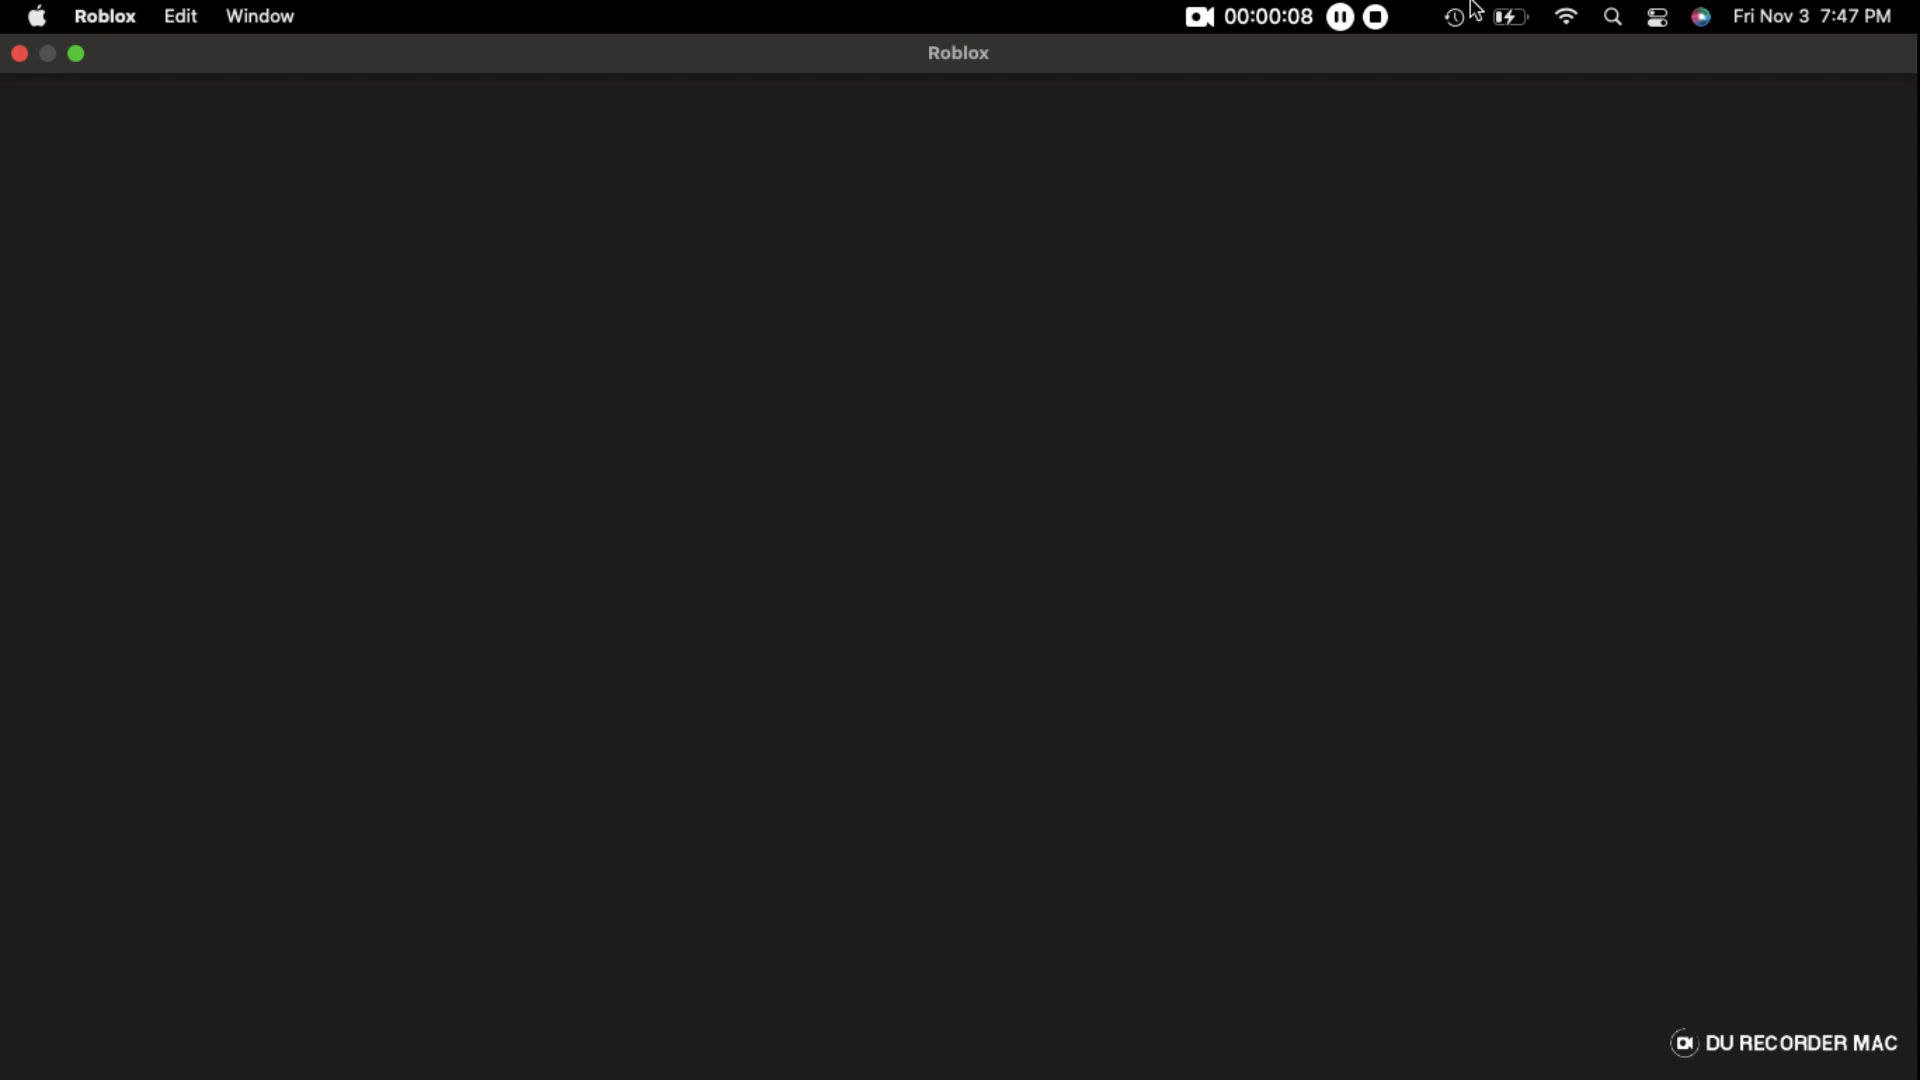 Roblox Edit Window 00:00:08 Fri Nov 3 7:47 PM
Roblox
DU RECORDER MAC